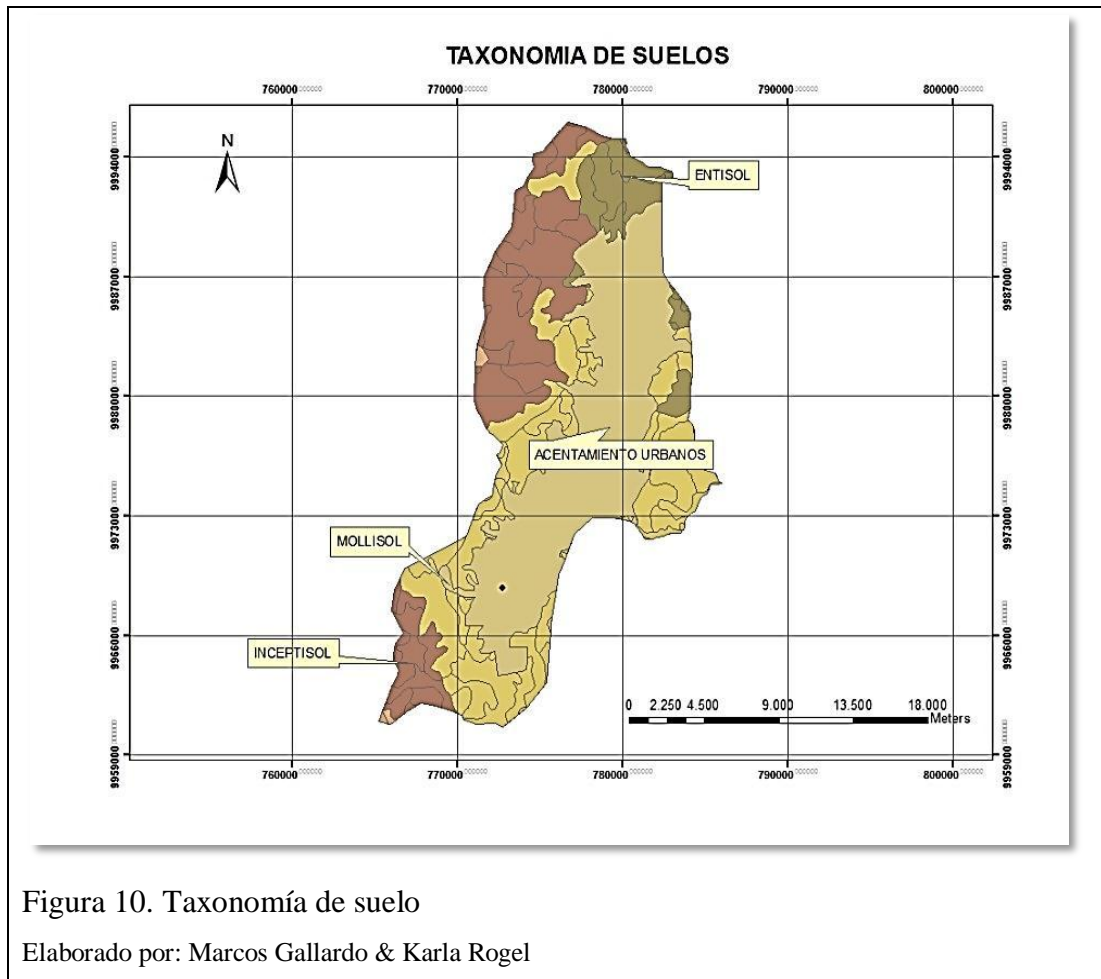 TAXONOMIA DE SUELOS
760000 770000 780000 790000 800000
N
9994000 9994000
ENTISOL
9987000 9987000
9980000 9980000
ACENTAMIENTO URBANOS
9973000 9973000
MOLLISOL
9966000 9966000
INCEPTISOL
0 2.250 4.500 9.000 13.500 18.000
Meters
9959000 9959000
760000 770000 780000 790000 800000
Figura 10. Taxonomía de suelo
Elaborado por: Marcos Gallardo & Karla Rogel